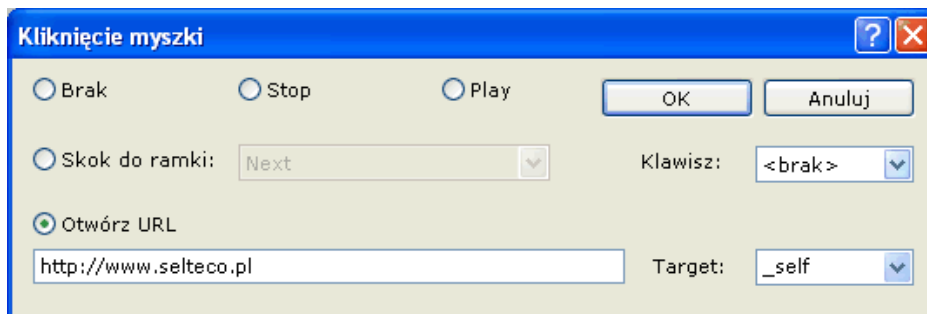 Kliknięcie myszki
Brak Stop Play OK Anuluj
Skok do ramki: Next Klawisz: <brak>
Otwórz URL
http://www.selteco.pl Target: _self